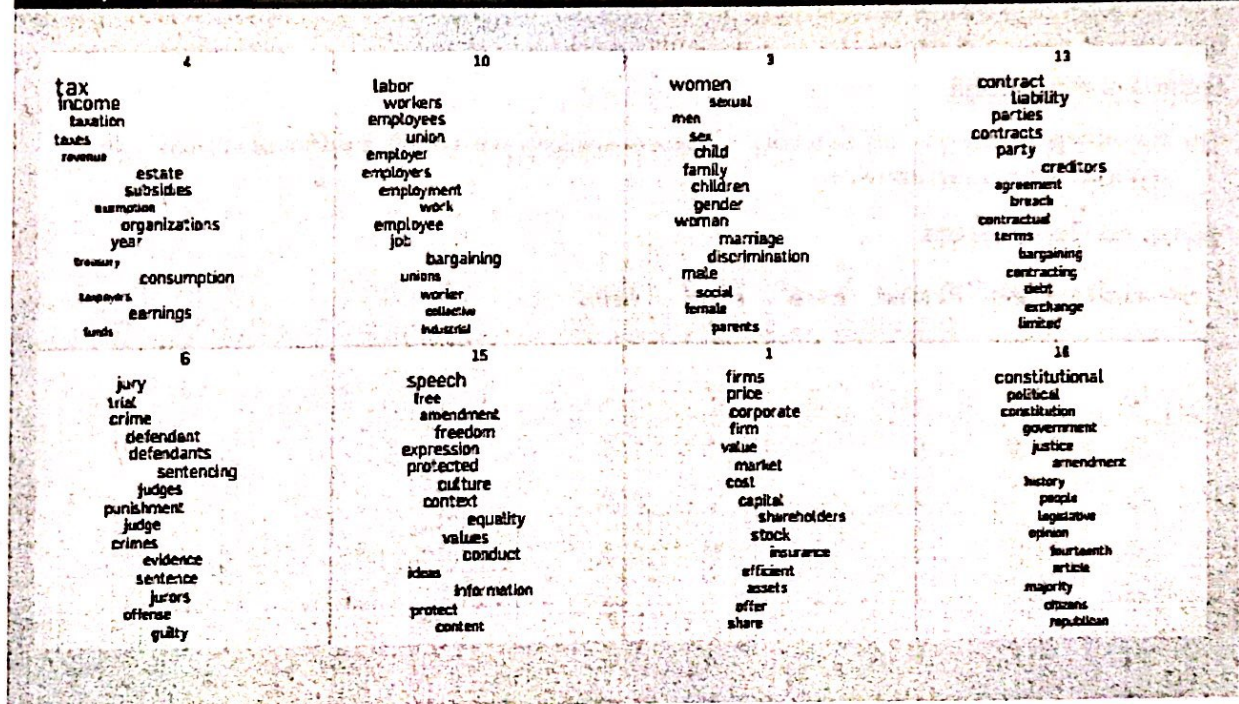 4
tax
income
taxation
taxes
revenue
estate
subsidies
exemption
organizations
year
treasury
consumption
taxpayers
earnings
funds
10
labor
workers
employees
union
employer
employers
employment
work
employee
job
bargaining
unions
worker
collective
industrial
3
women
sexual
men
sex
child
family
children
gender
woman
marriage
discrimination
male
social
female
parents
13
contract
liability
parties
contracts
party
creditors
agreement
breach
contractual
terms
bargaining
contracting
debt
exchange
limited
6
jury
trial
crime
defendant
defendants
sentencing
judges
punishment
judge
crimes
evidence
sentence
jurors
offense
guilty
15
speech
free
amendment
freedom
expression
protected
culture
context
equality
values
conduct
ideas
information
protect
content
1
firms
price
corporate
firm
value
market
cost
capital
shareholders
stock
insurance
efficient
assets
offer
share
16
constitutional
political
constitution
government
justice
amendment
history
people
legislative
opinion
fourteenth
article
majority
citizens
republican